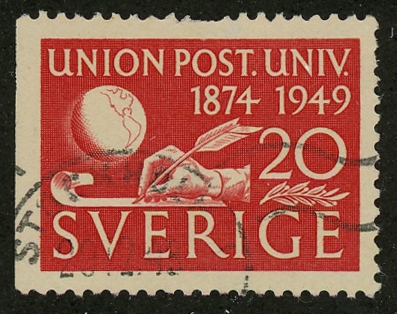 UNION POST. UNIV.
1874 1949
20
SVERIGE